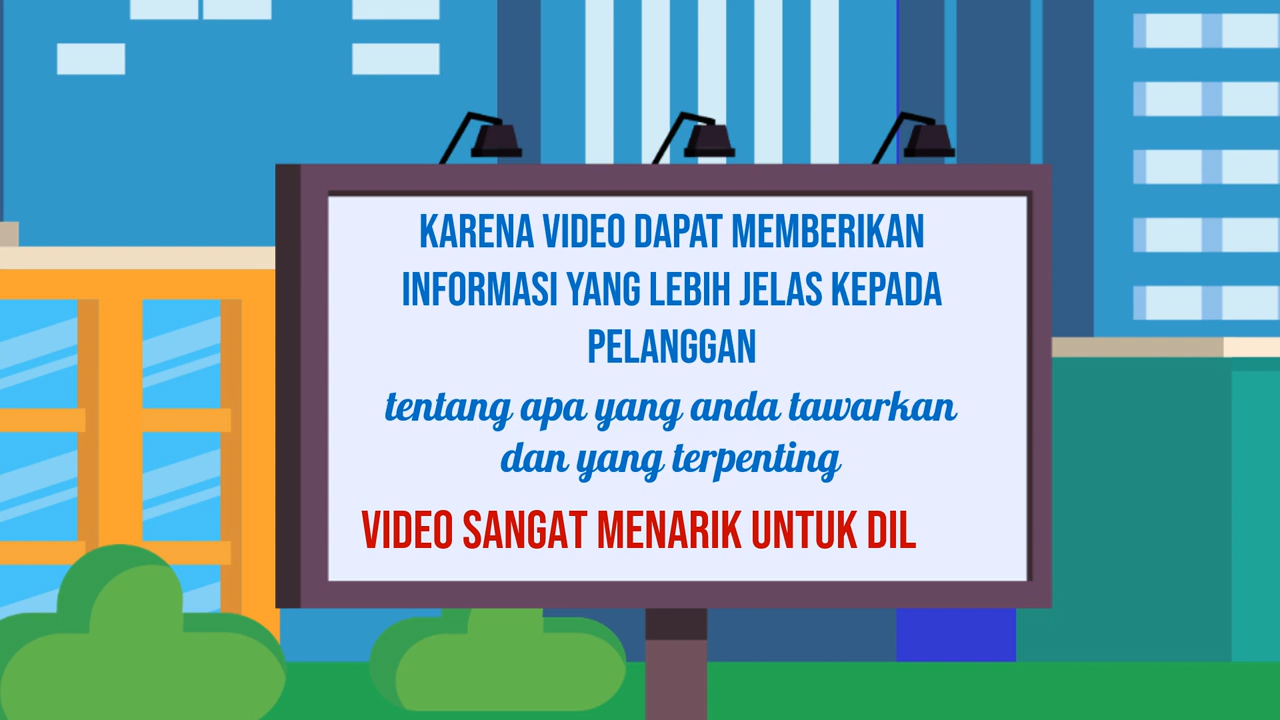 KARENA VIDEO DAPAT MEMBERIKAN
INFORMASI YANG LEBIH JELAS KEPADA
PELANGGAN
tentang apa yang anda tawarkan
dan yang terpenting
VIDEO SANGAT MENARIK UNTUK DIL